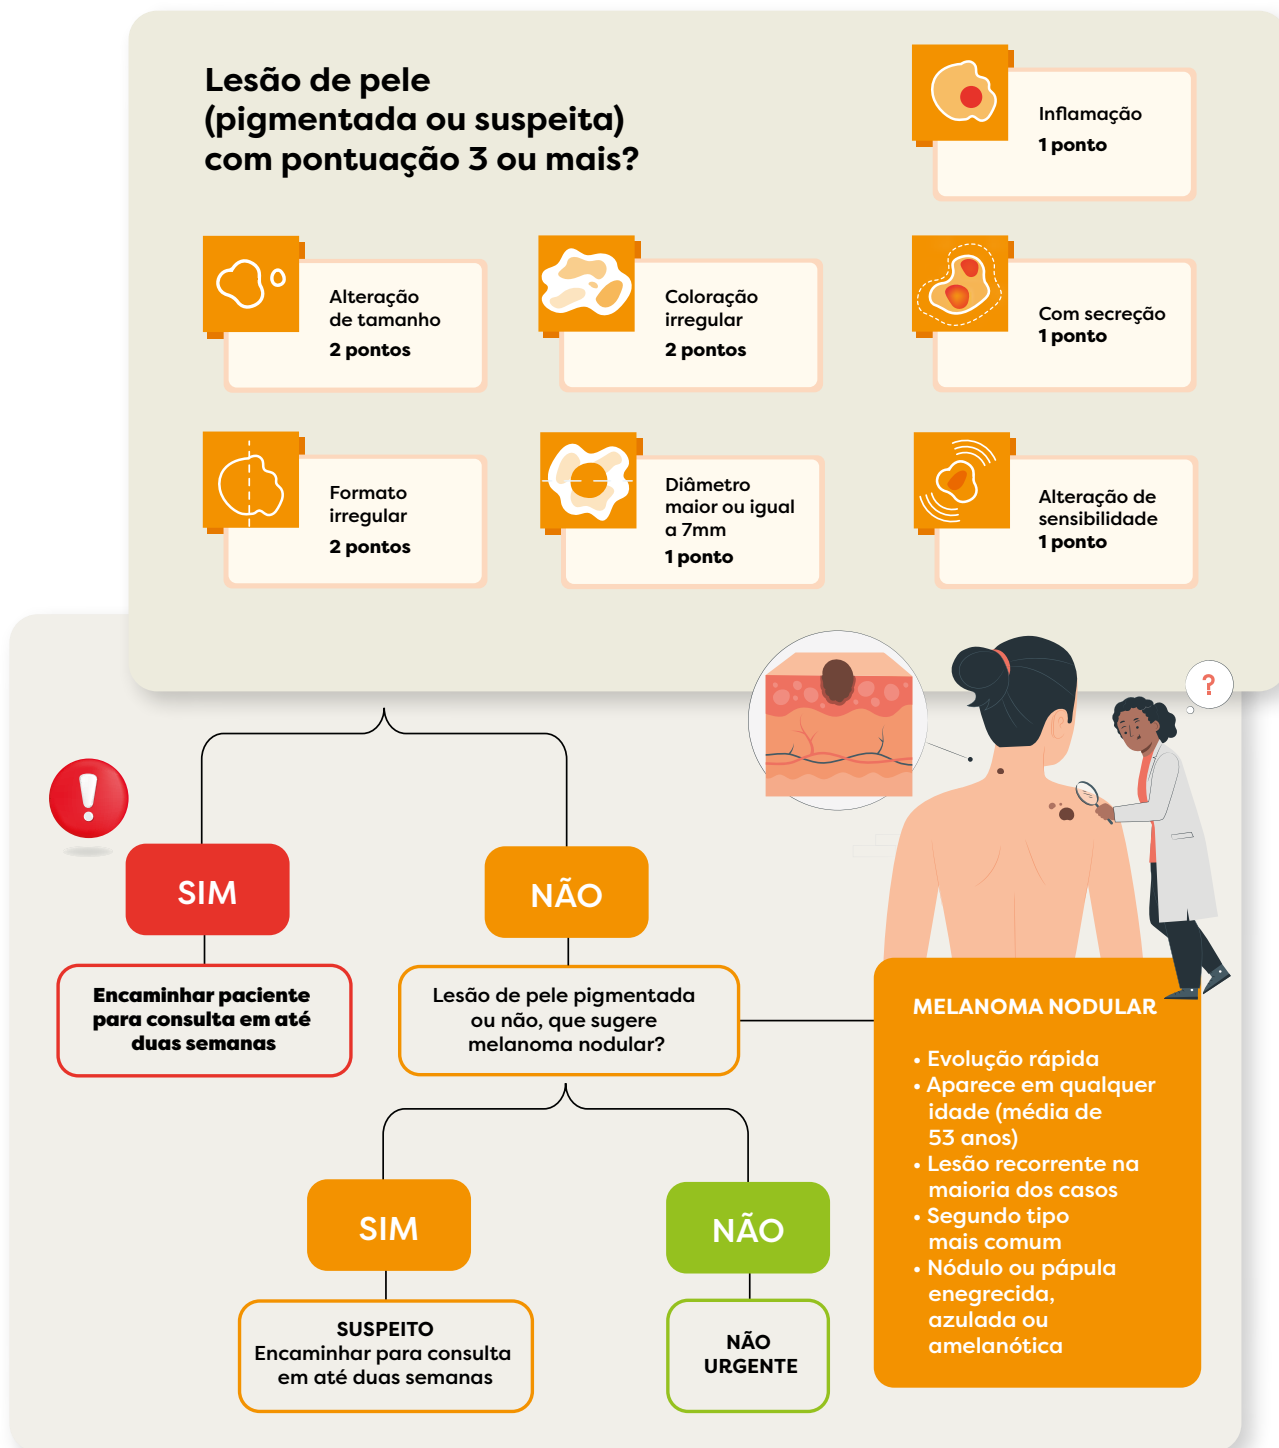 Lesão de pele
(pigmentada ou suspeita)
com pontuação 3 ou mais?
Inflamação
1 ponto
Alteração
de tamanho
2 pontos
Coloração
irregular
2 pontos
Com secreção
1 ponto
Formato
irregular
2 pontos
Diâmetro
maior ou igual
a 7mm
1 ponto
Alteração de
sensibilidade
1 ponto
?
!
SIM
NÃO
Encaminhar paciente
para consulta em até
duas semanas
Lesão de pele pigmentada
ou não, que sugere
melanoma nodular?
MELANOMA NODULAR
• Evolução rápida
• Aparece em qualquer
idade (média de
53 anos)
• Lesão recorrente na
maioria dos casos
• Segundo tipo
mais comum
• Nódulo ou pápula
enegrecida,
azulada ou
amelanótica
SIM
NÃO
SUSPEITO
Encaminhar para consulta
em até duas semanas
NÃO
URGENTE